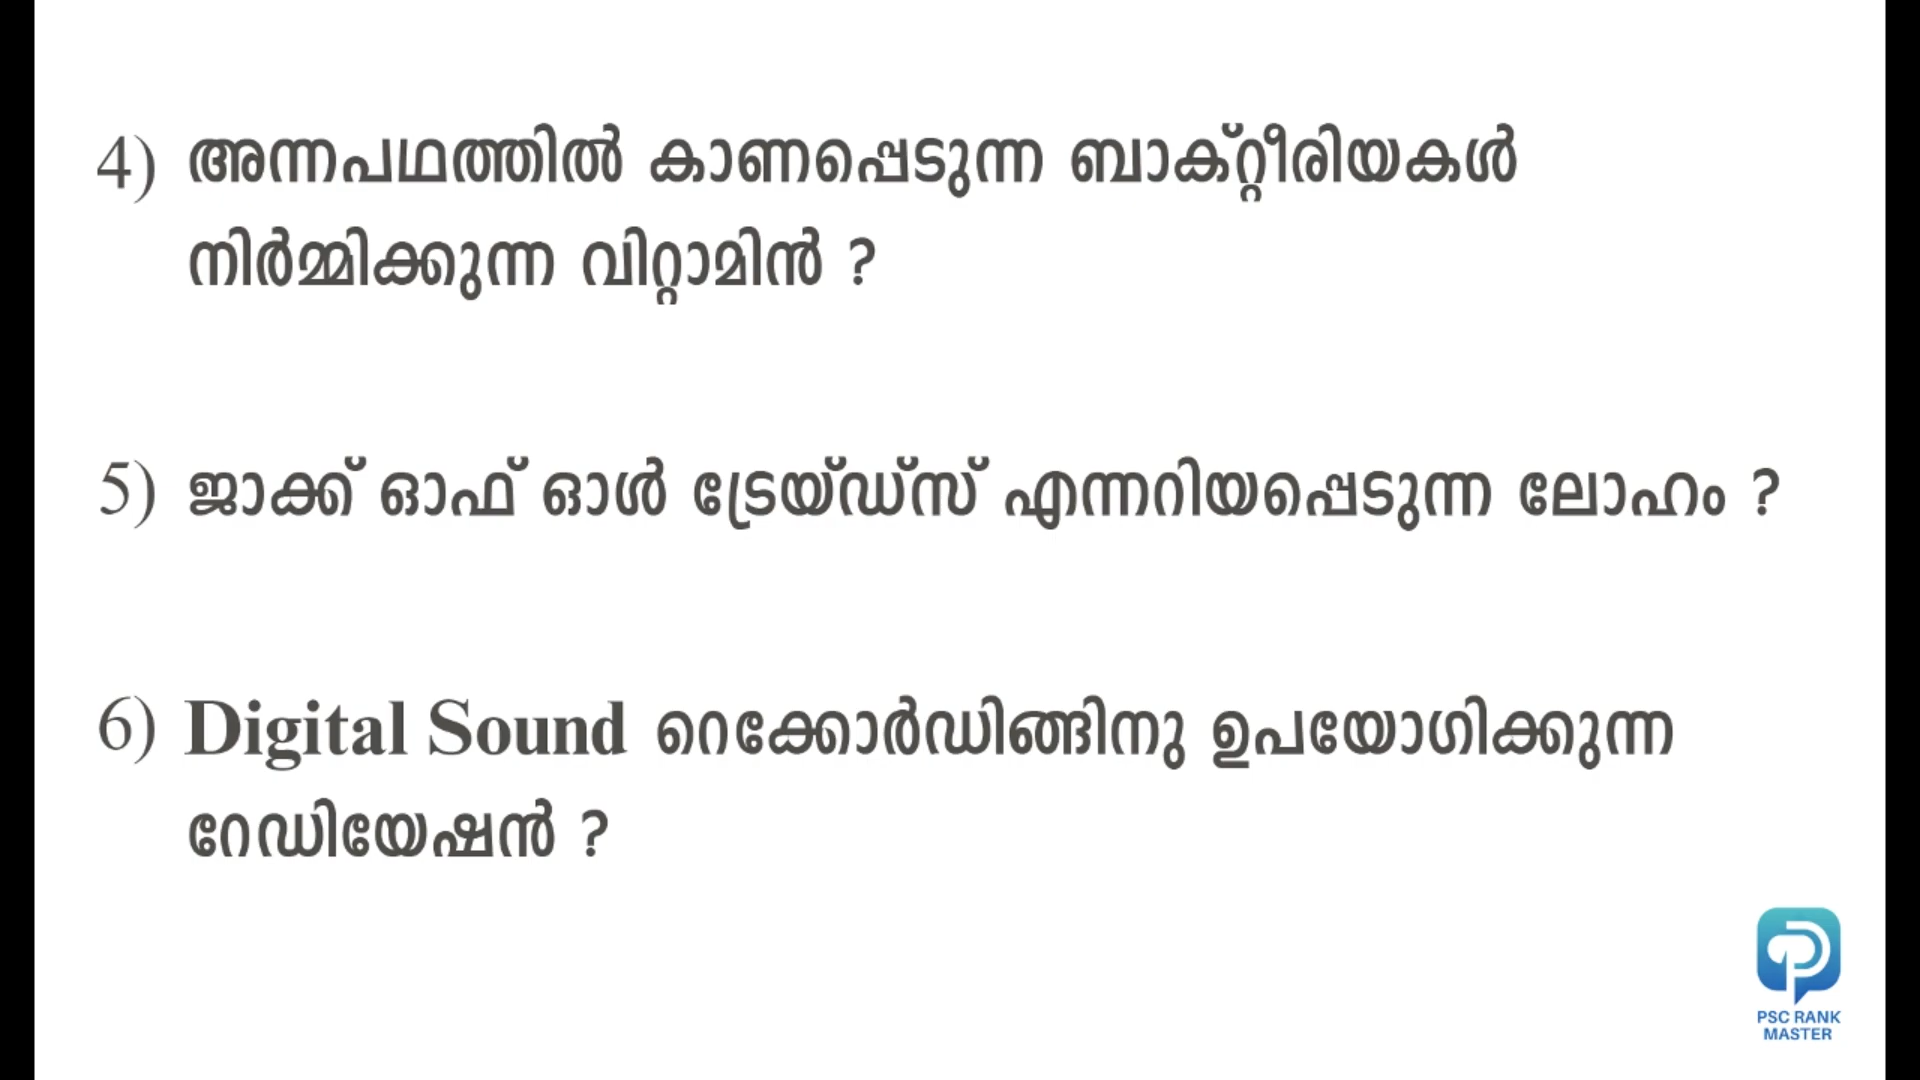 4) അന്നപഥത്തിൽ കാണപ്പെടുന്ന ബാക്റ്റീരിയകൾ
നിർമ്മിക്കുന്ന വിറ്റാമിൻ ?
5) ജാക്ക് ഓഫ് ഓൾ ട്രേയ്ഡ്സ് എന്നറിയപ്പെടുന്ന ലോഹം ?
6) Digital Sound റെക്കോർഡിങ്ങിനു ഉപയോഗിക്കുന്ന
റേഡിയേഷൻ ?
PSC RANK
MASTER